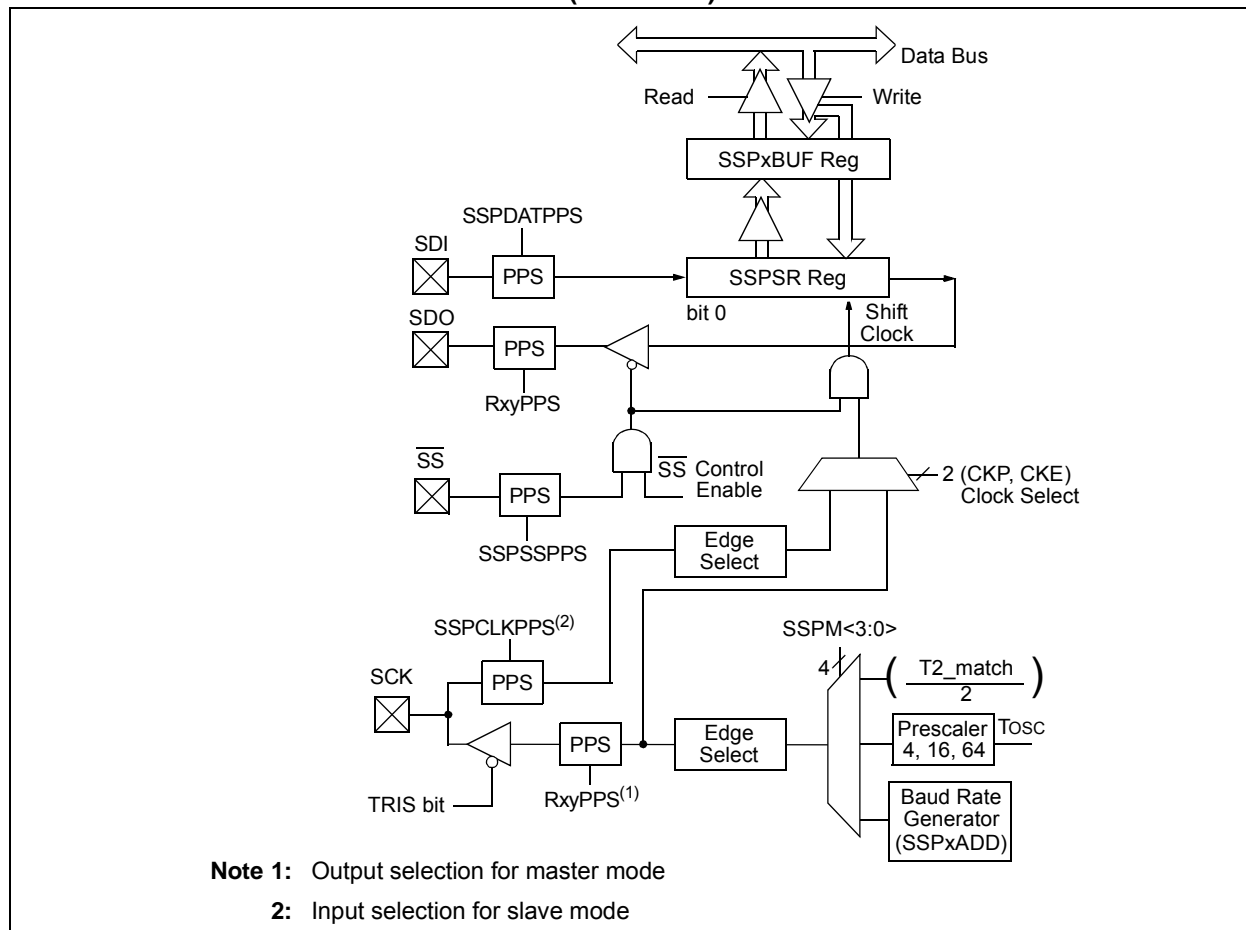 Data Bus
Read
Write
SSPxBUF Reg
SSPDATPPS
SDI
PPS
SSPSR Reg
bit 0
Shift
Clock
SDO
PPS
RxyPPS
SS
PPS
SS Control
Enable
2 (CKP, CKE)
Clock Select
SSPSSPPS
Edge
Select
SSPCLKPPS(2)
SSPM<3:0>
4
SCK
PPS
( T2_match
2 )
PPS
Edge
Select
Prescaler
4, 16, 64
TOSC
TRIS bit
RxyPPS(1)
Baud Rate
Generator
(SSPxADD)
Note 1: Output selection for master mode
2: Input selection for slave mode